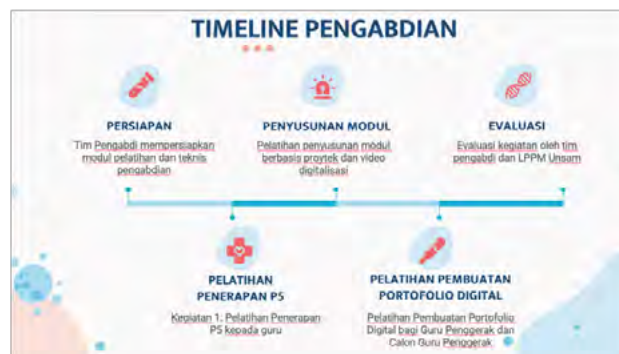 TIMELINE PENGABDIAN
PERSIAPAN
Tim Pengabdi mempersiapkan
modul pelatihan dan teknis
pengabdian
PENYUSUNAN MODUL
Pelatihan penyusunan modul
berbasis proytek dan video
digitalisasi
EVALUASI
Evaluasi kegiatan oleh tim
pengabdi dan LPPM Unsam
PELATIHAN
PENERAPAN P5
Kegiatan 1. Pelatihan Penerapan
P5 kepada guru
PELATIHAN PEMBUATAN
PORTOFOLIO DIGITAL
Pelatihan Pembuatan Portofolio
Digital bagi Guru Penggerak dan
Calon Guru Penggerak